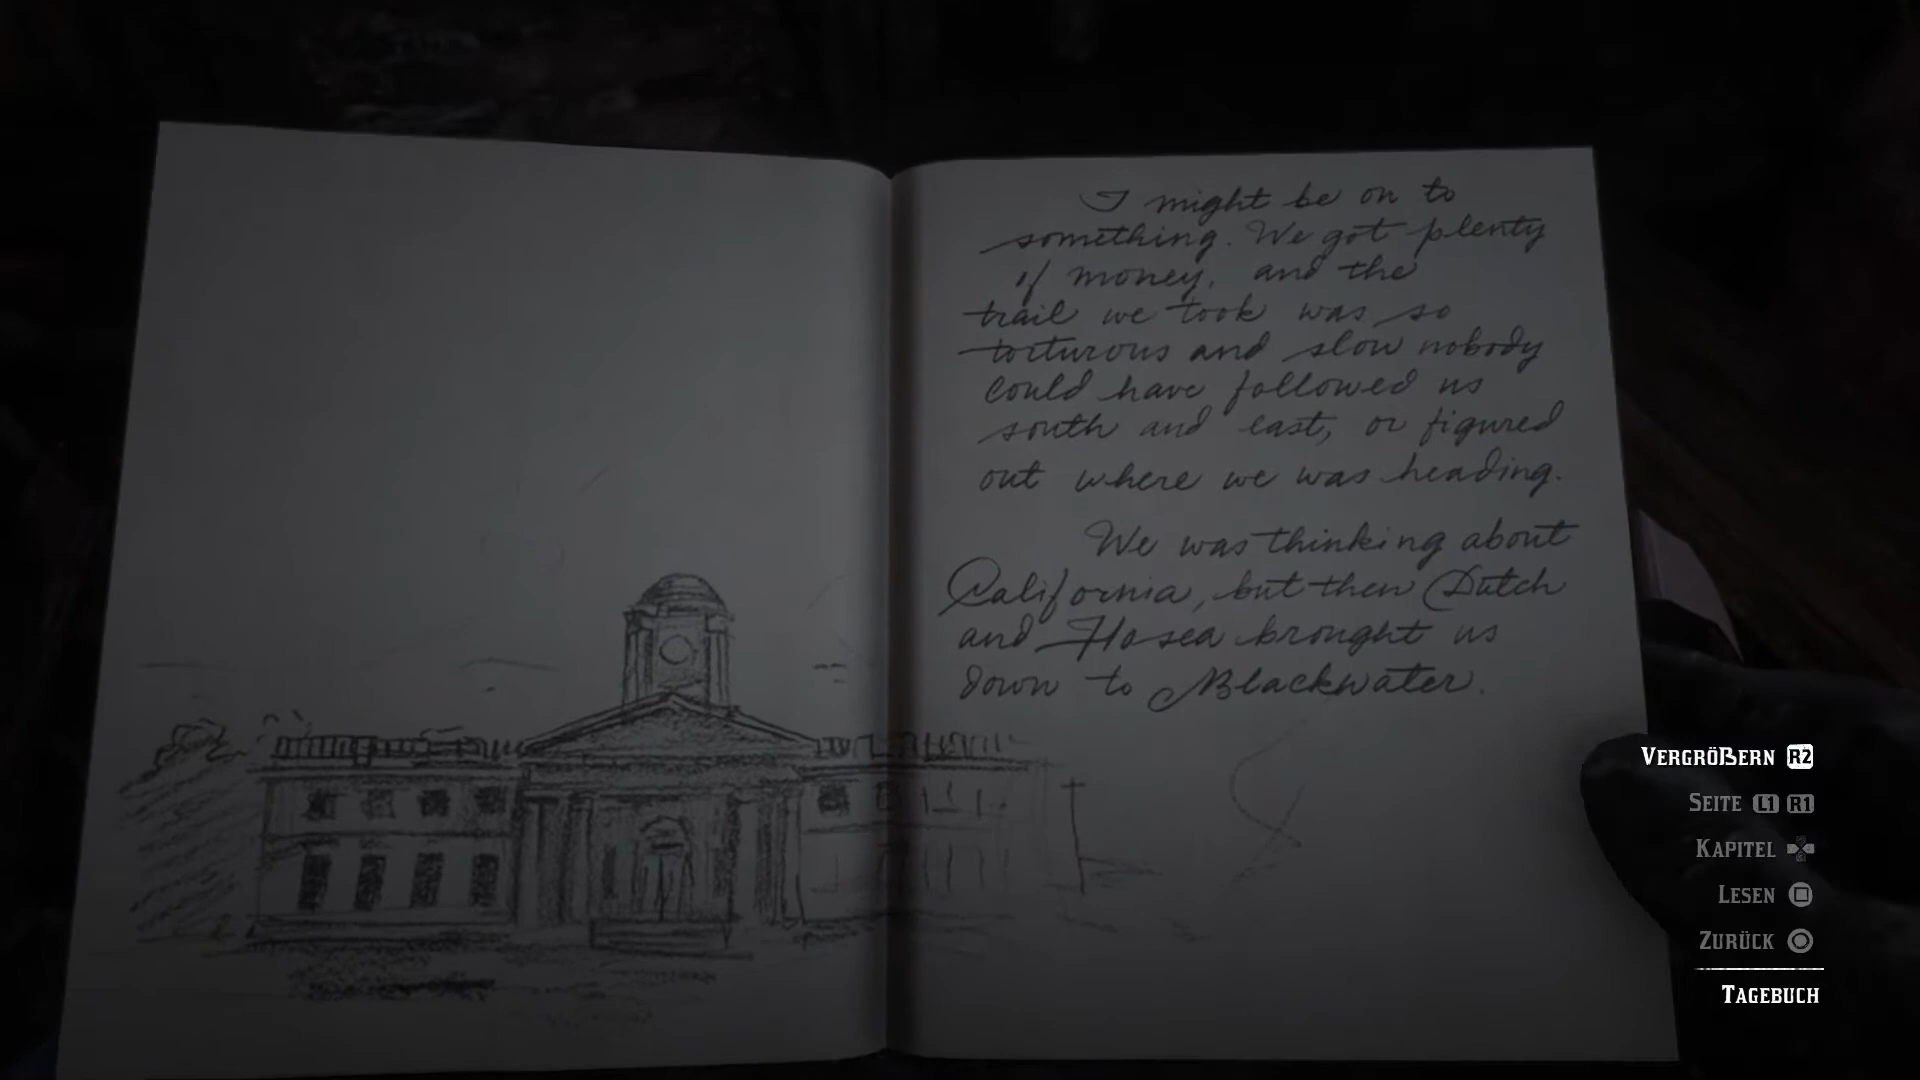 I might be on to
something. We got plenty
of money, and the
trail we took was so
torturous and slow nobody
could have followed us
south and east, or figured
out where we was heading.
We was thinking about
California, but then Dutch
and Hosea brought us
down to Blackwater.
VERGRÖẞERN R2
SEITE L1 R1
KAPITEL
LESEN
ZURÜCK
TAGEBUCH